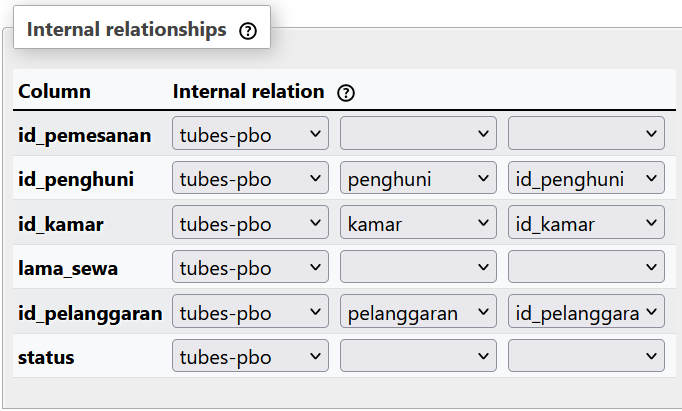 Internal relationships
Column Internal relation
id_pemesanan tubes-pbo
id_penghuni tubes-pbo penghuni id_penghuni
id_kamar tubes-pbo kamar id_kamar
lama_sewa tubes-pbo
id_pelanggaran tubes-pbo pelanggaran id_pelanggara
status tubes-pbo